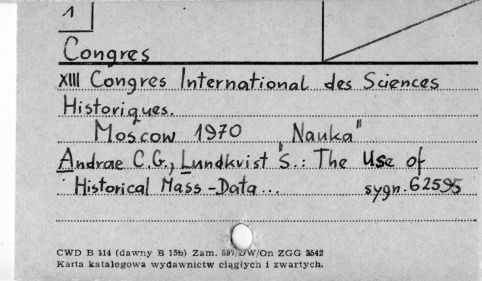 1
Congres
XIII Congres International des Sciences
Historiques.
Moscow 1970 "Nauka"
Andrae C.G., Lundkvist S.: The Use of
Historical Mass-Data...
sygn. 62595
CWD B 114 (dawny B 15b) Zam. DW/On ZGG 2542
Karta katalogowa wydawnictw ciągłych i zwartych.